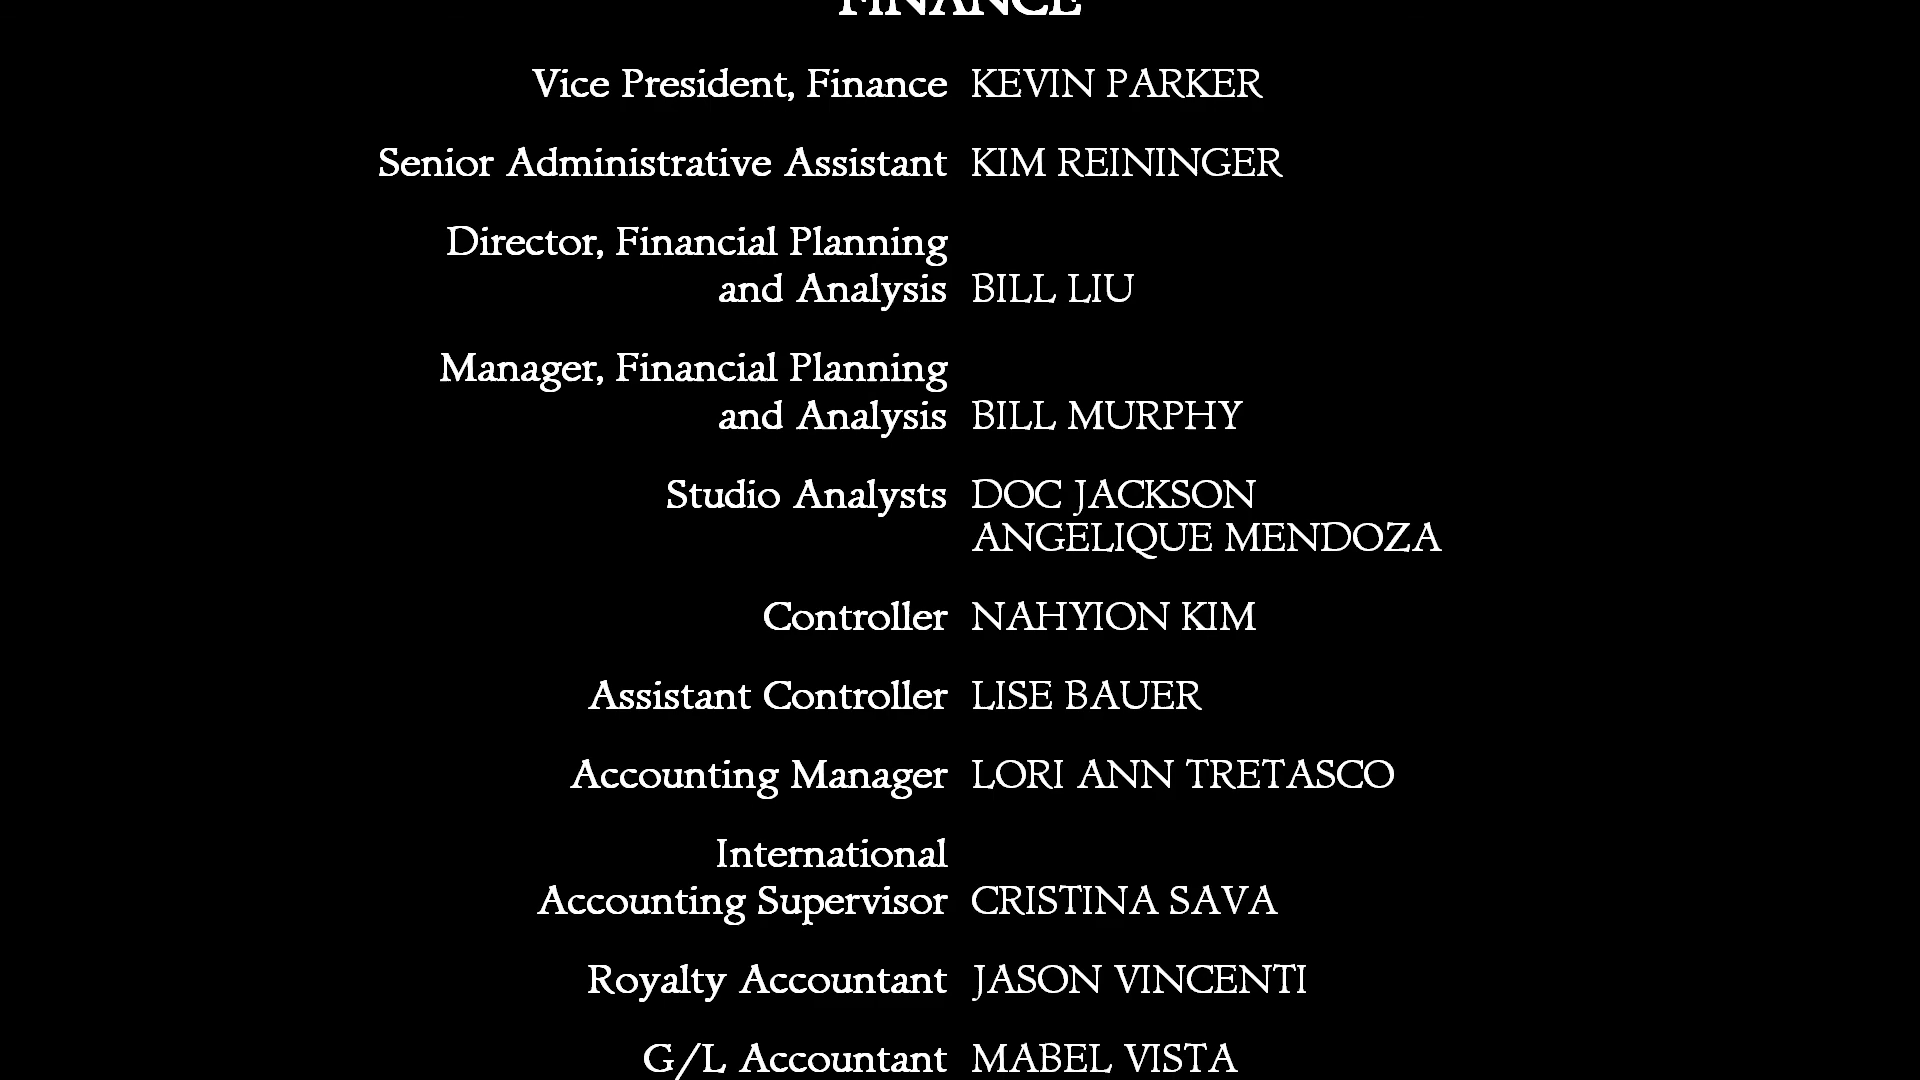 FINANCE
Vice President, Finance KEVIN PARKER
Senior Administrative Assistant KIM REININGER
Director, Financial Planning
and Analysis BILL LIU
Manager, Financial Planning
and Analysis BILL MURPHY
Studio Analysts DOC JACKSON
ANGELIQUE MENDOZA
Controller NAHYION KIM
Assistant Controller LISE BAUER
Accounting Manager LORI ANN TRETASCO
International
Accounting Supervisor CRISTINA SAVA
Royalty Accountant JASON VINCENTI
G/L Accountant MABEL VISTA